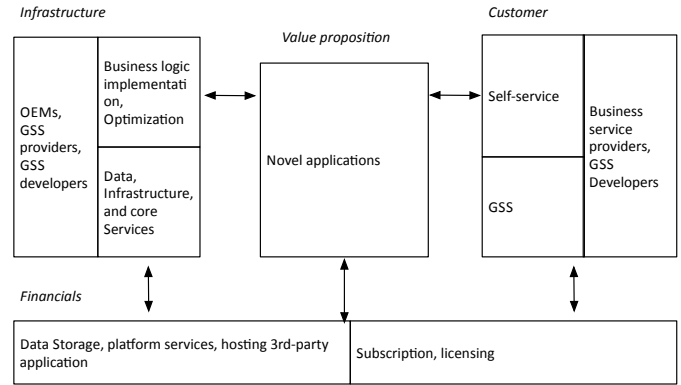 Infrastructure
Customer
Value proposition
OEMs,
GSS
providers,
GSS
developers
Business logic
implementati
on,
Optimization
Data,
Infrastructure,
and core
Services
Novel applications
Self-service
GSS
Business
service
providers,
GSS
Developers
Financials
Data Storage, platform services, hosting 3rd-party
application
Subscription, licensing